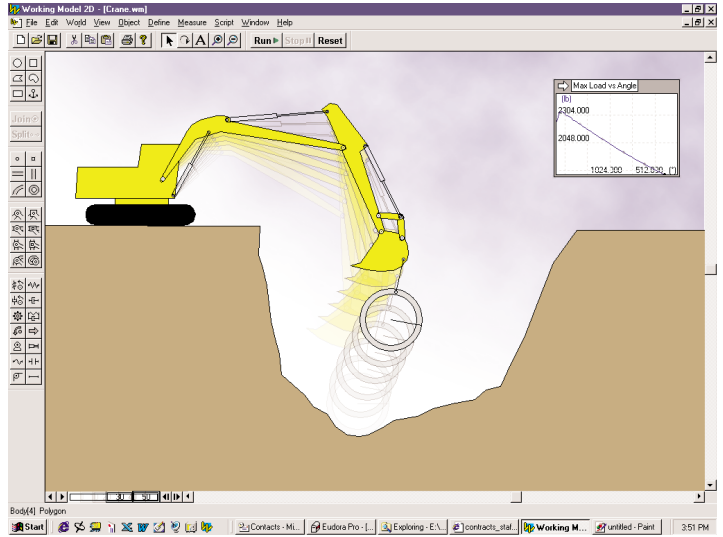 Working Model 2D - [Crane.wm]
File Edit World View Object Define Measure Script Window Help
A Run Stop Reset
Join
Split
Max Load vs Angle
(lb)
2304.000
2048.000
1024.000 512.000 (°)
30 50
Body[4] Polygon
Start Contacts - Mi... Eudora Pro - [... Exploring - E:\... contracts_staf... Working M... untitled - Paint 3:51 PM